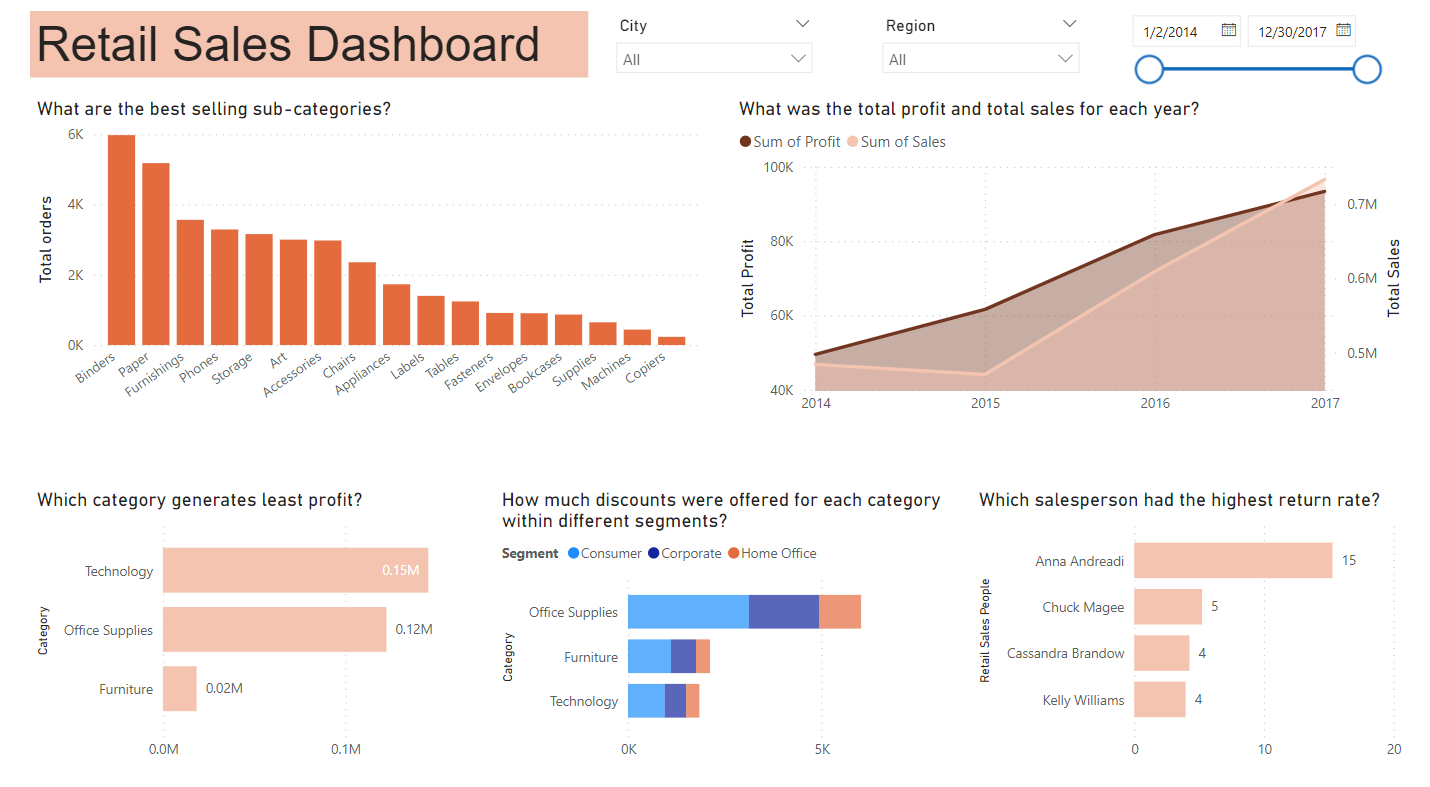 Retail Sales Dashboard
City
All
Region
All
1/2/2014
12/30/2017
What are the best selling sub-categories?
Total orders
6K
4K
2K
0K
Binders
Paper
Furnishings
Phones
Storage
Art
Accessories
Chairs
Appliances
Labels
Tables
Fasteners
Envelopes
Bookcases
Supplies
Machines
Copiers
What was the total profit and total sales for each year?
Sum of Profit
Sum of Sales
Total Profit
100K
80K
60K
40K
2014
2015
2016
2017
0.7M
0.6M
0.5M
Total Sales
Which category generates least profit?
Category
Technology
0.15M
Office Supplies
0.12M
Furniture
0.02M
0.0M
0.1M
How much discounts were offered for each category
within different segments?
Segment
Consumer
Corporate
Home Office
Category
Office Supplies
Furniture
Technology
0K
5K
Which salesperson had the highest return rate?
Retail Sales People
Anna Andreadi
15
Chuck Magee
5
Cassandra Brandow
4
Kelly Williams
4
0
10
20